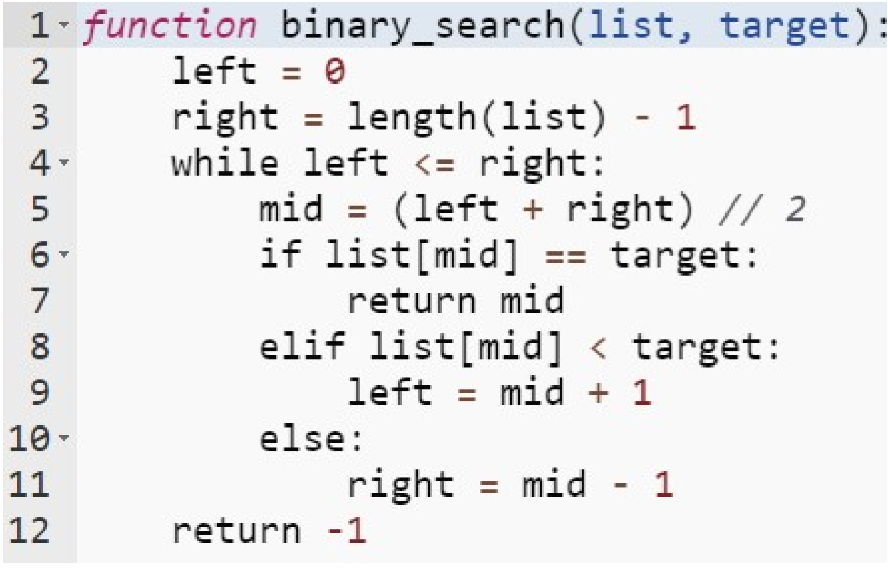 1 function binary_search(list, target):
2 left = 0
3 right = length(list) - 1
4 while left <= right:
5 mid = (left + right) // 2
6 if list[mid] == target:
7 return mid
8 elif list[mid] < target:
9 left = mid + 1
10 else:
11 right = mid - 1
12 return -1